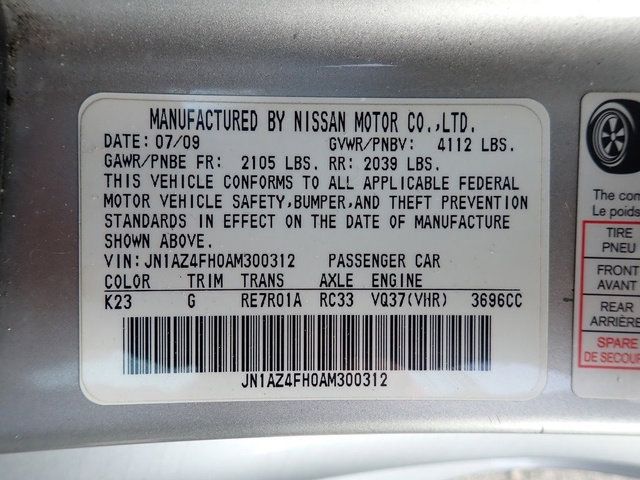 MANUFACTURED BY NISSAN MOTOR CO.,LTD.
DATE: 07/09 GVWR/PNBV: 4112 LBS.
GAWR/PNBE FR: 2105 LBS. RR: 2039 LBS.
THIS VEHICLE CONFORMS TO ALL APPLICABLE FEDERAL
MOTOR VEHICLE SAFETY,BUMPER,AND THEFT PREVENTION
STANDARDS IN EFFECT ON THE DATE OF MANUFACTURE
SHOWN ABOVE.
VIN: JN1AZ4FH0AM300312 PASSENGER CAR
COLOR TRIM TRANS AXLE ENGINE
K23 G RE7R01A RC33 VQ37(VHR) 3696CC
JN1AZ4FH0AM300312
The com
Le poids
TIRE
PNEU
FRONT
AVANT
REAR
ARRIÈRE
SPARE
DE SECOURS